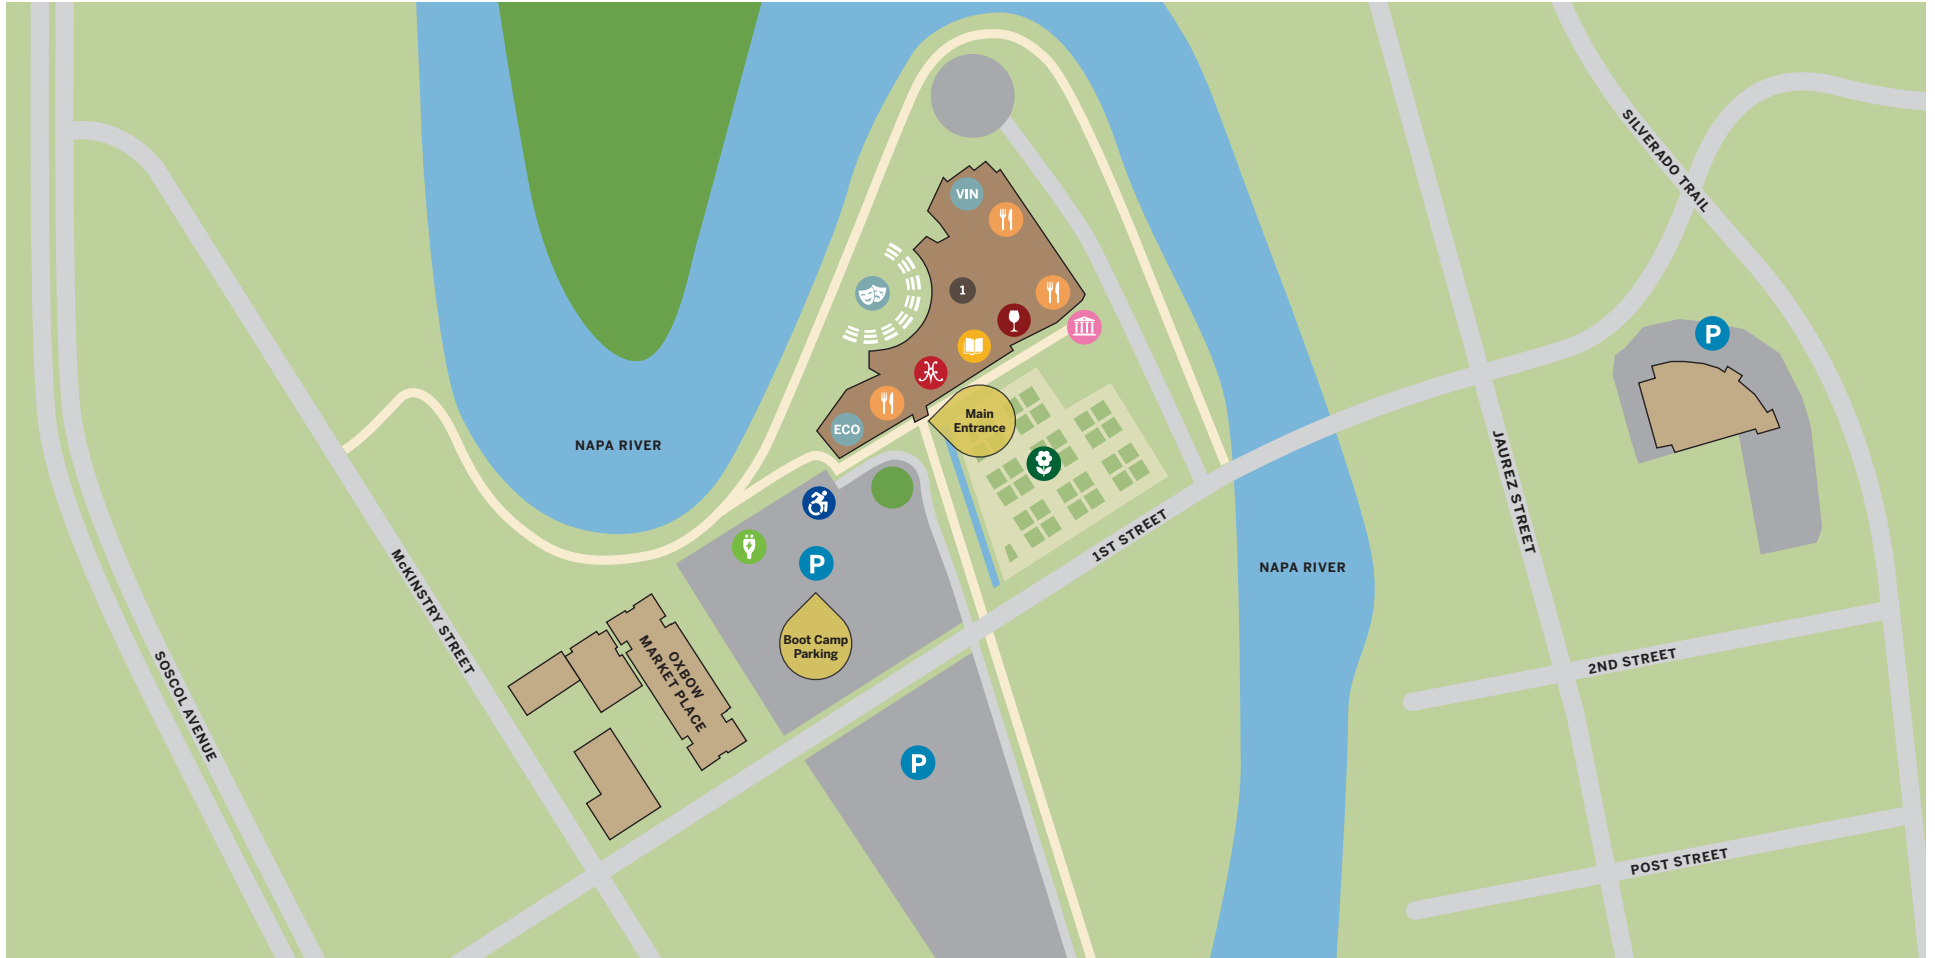 SILVERADO TRAIL
VIN
1
P
Main
Entrance
ECO
NAPA RIVER
JAUREZ STREET
1ST STREET
NAPA RIVER
P
McKINSTRY STREET
Boot Camp
Parking
OXBOW
MARKET PLACE
2ND STREET
SOSCOL AVENUE
P
POST STREET